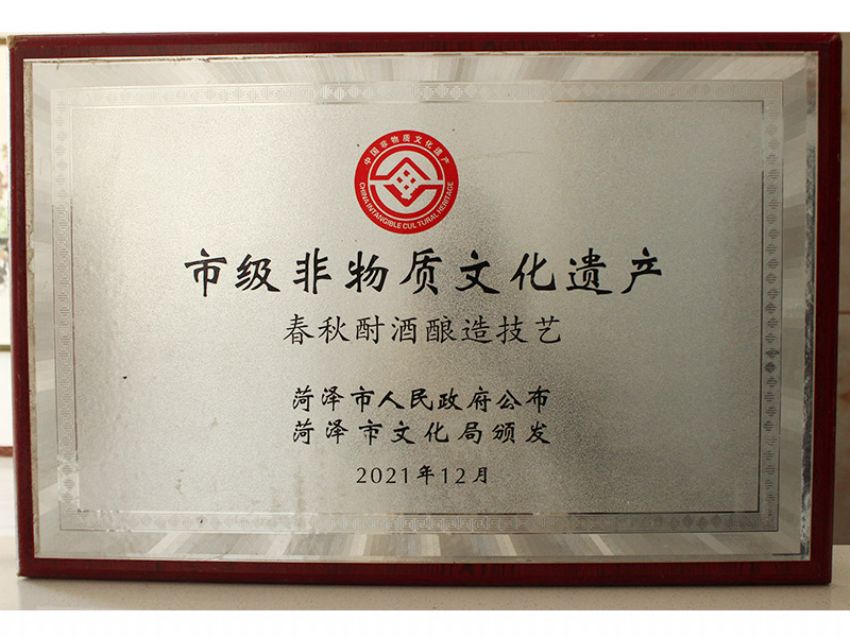 中国非物质文化遗产
CHINA INTANGIBLE CULTURAL HERITAGE
市级非物质文化遗产
春秋酎酒酿造技艺
菏泽市人民政府公布
菏泽市文化局颁发
2021年12月